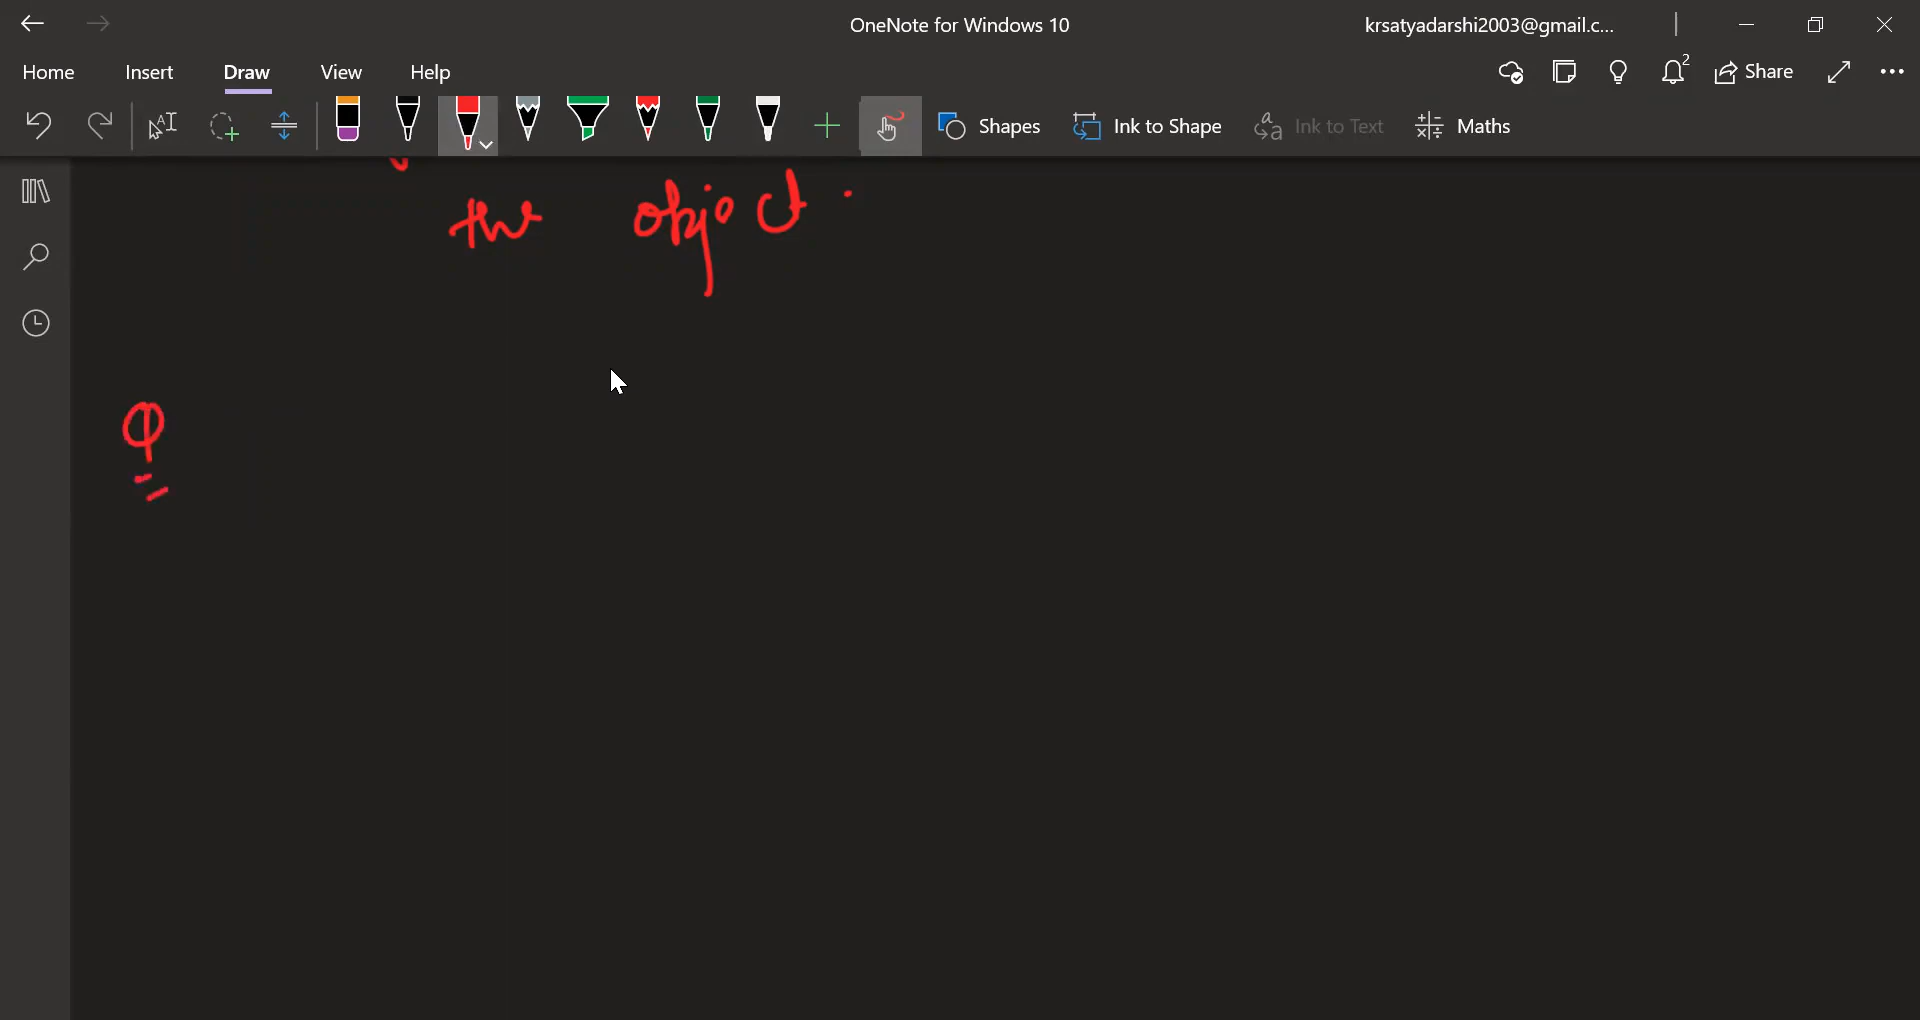 OneNote for Windows 10
krsatyadarshi2003@gmail.c...
Home Insert Draw View Help
2 Share
Shapes Ink to Shape Ink to Text Maths
the object.
Q